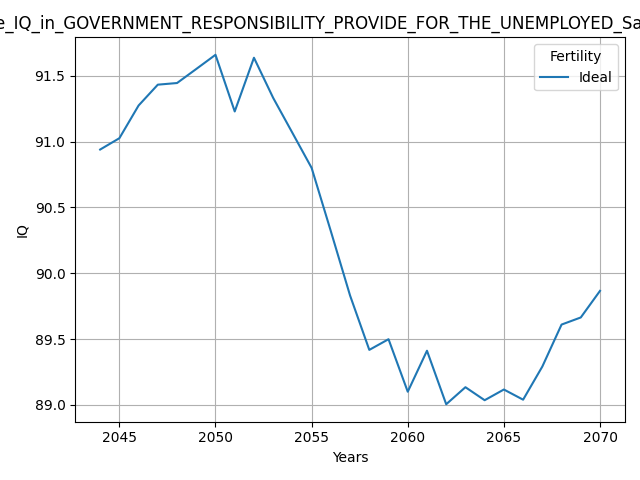 e_IQ_in_GOVERNMENT_RESPONSIBILITY_PROVIDE_FOR_THE_UNEMPLOYED_Sa
Fertility
Ideal
91.5
91.0
90.5
90.0
89.5
89.0
IQ
2045 2050 2055 2060 2065 2070
Years